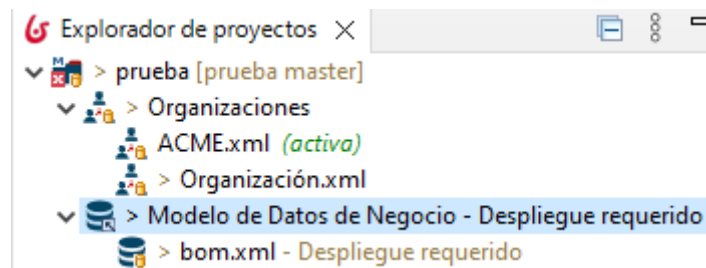 Explorador de proyectos
> prueba [prueba master]
> Organizaciones
ACME.xml (activa)
> Organización.xml
> Modelo de Datos de Negocio - Despliegue requerido
> bom.xml - Despliegue requerido